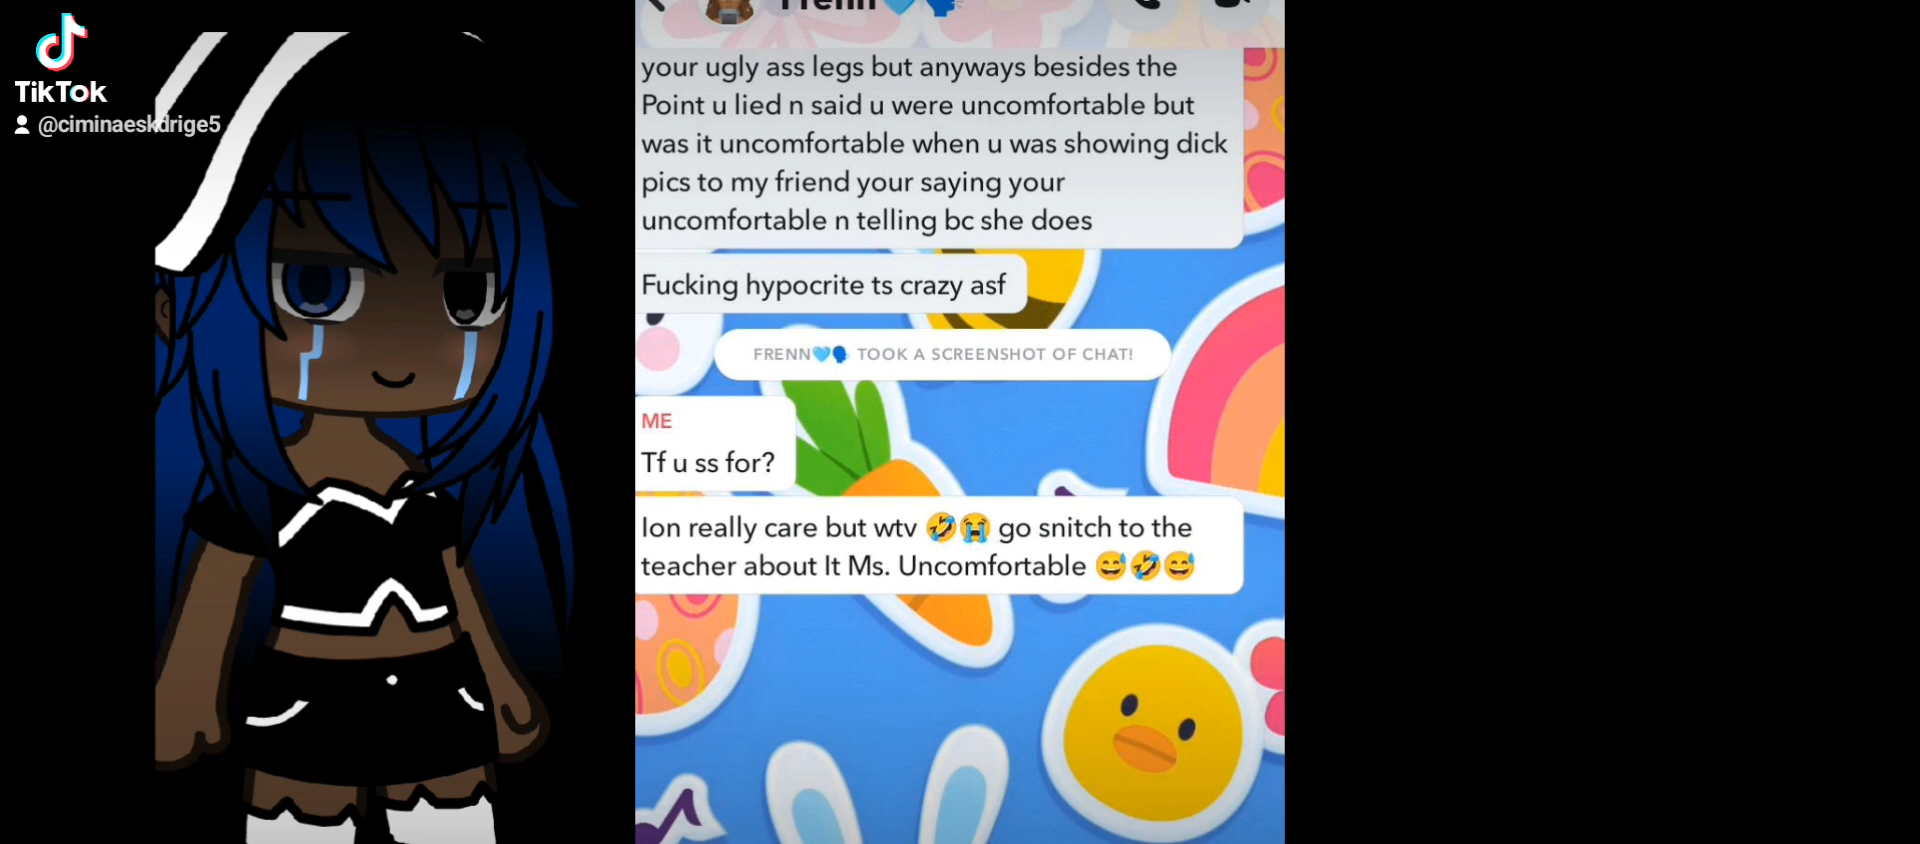 TikTok
@ciminaeskdrige5
Frenn🩵🗣️
your ugly ass legs but anyways besides the
Point u lied n said u were uncomfortable but
was it uncomfortable when u was showing dick
pics to my friend your saying your
uncomfortable n telling bc she does
Fucking hypocrite ts crazy asf
FRENN🩵🗣️ TOOK A SCREENSHOT OF CHAT!
ME
Tf u ss for?
Ion really care but wtv 🤣😭 go snitch to the
teacher about It Ms. Uncomfortable 😅🤣😅